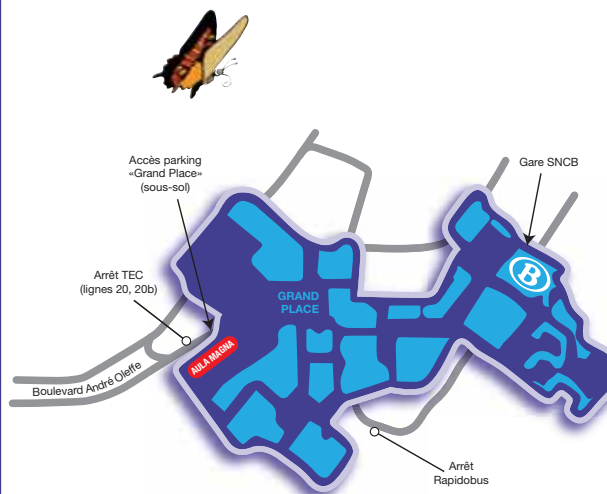 Accès parking
«Grand Place»
(sous-sol)
Gare SNCB
Arrêt TEC
(lignes 20, 20b)
B
GRAND
PLACE
AULA MAGNA
Boulevard André Oleffe
Arrêt
Rapidobus